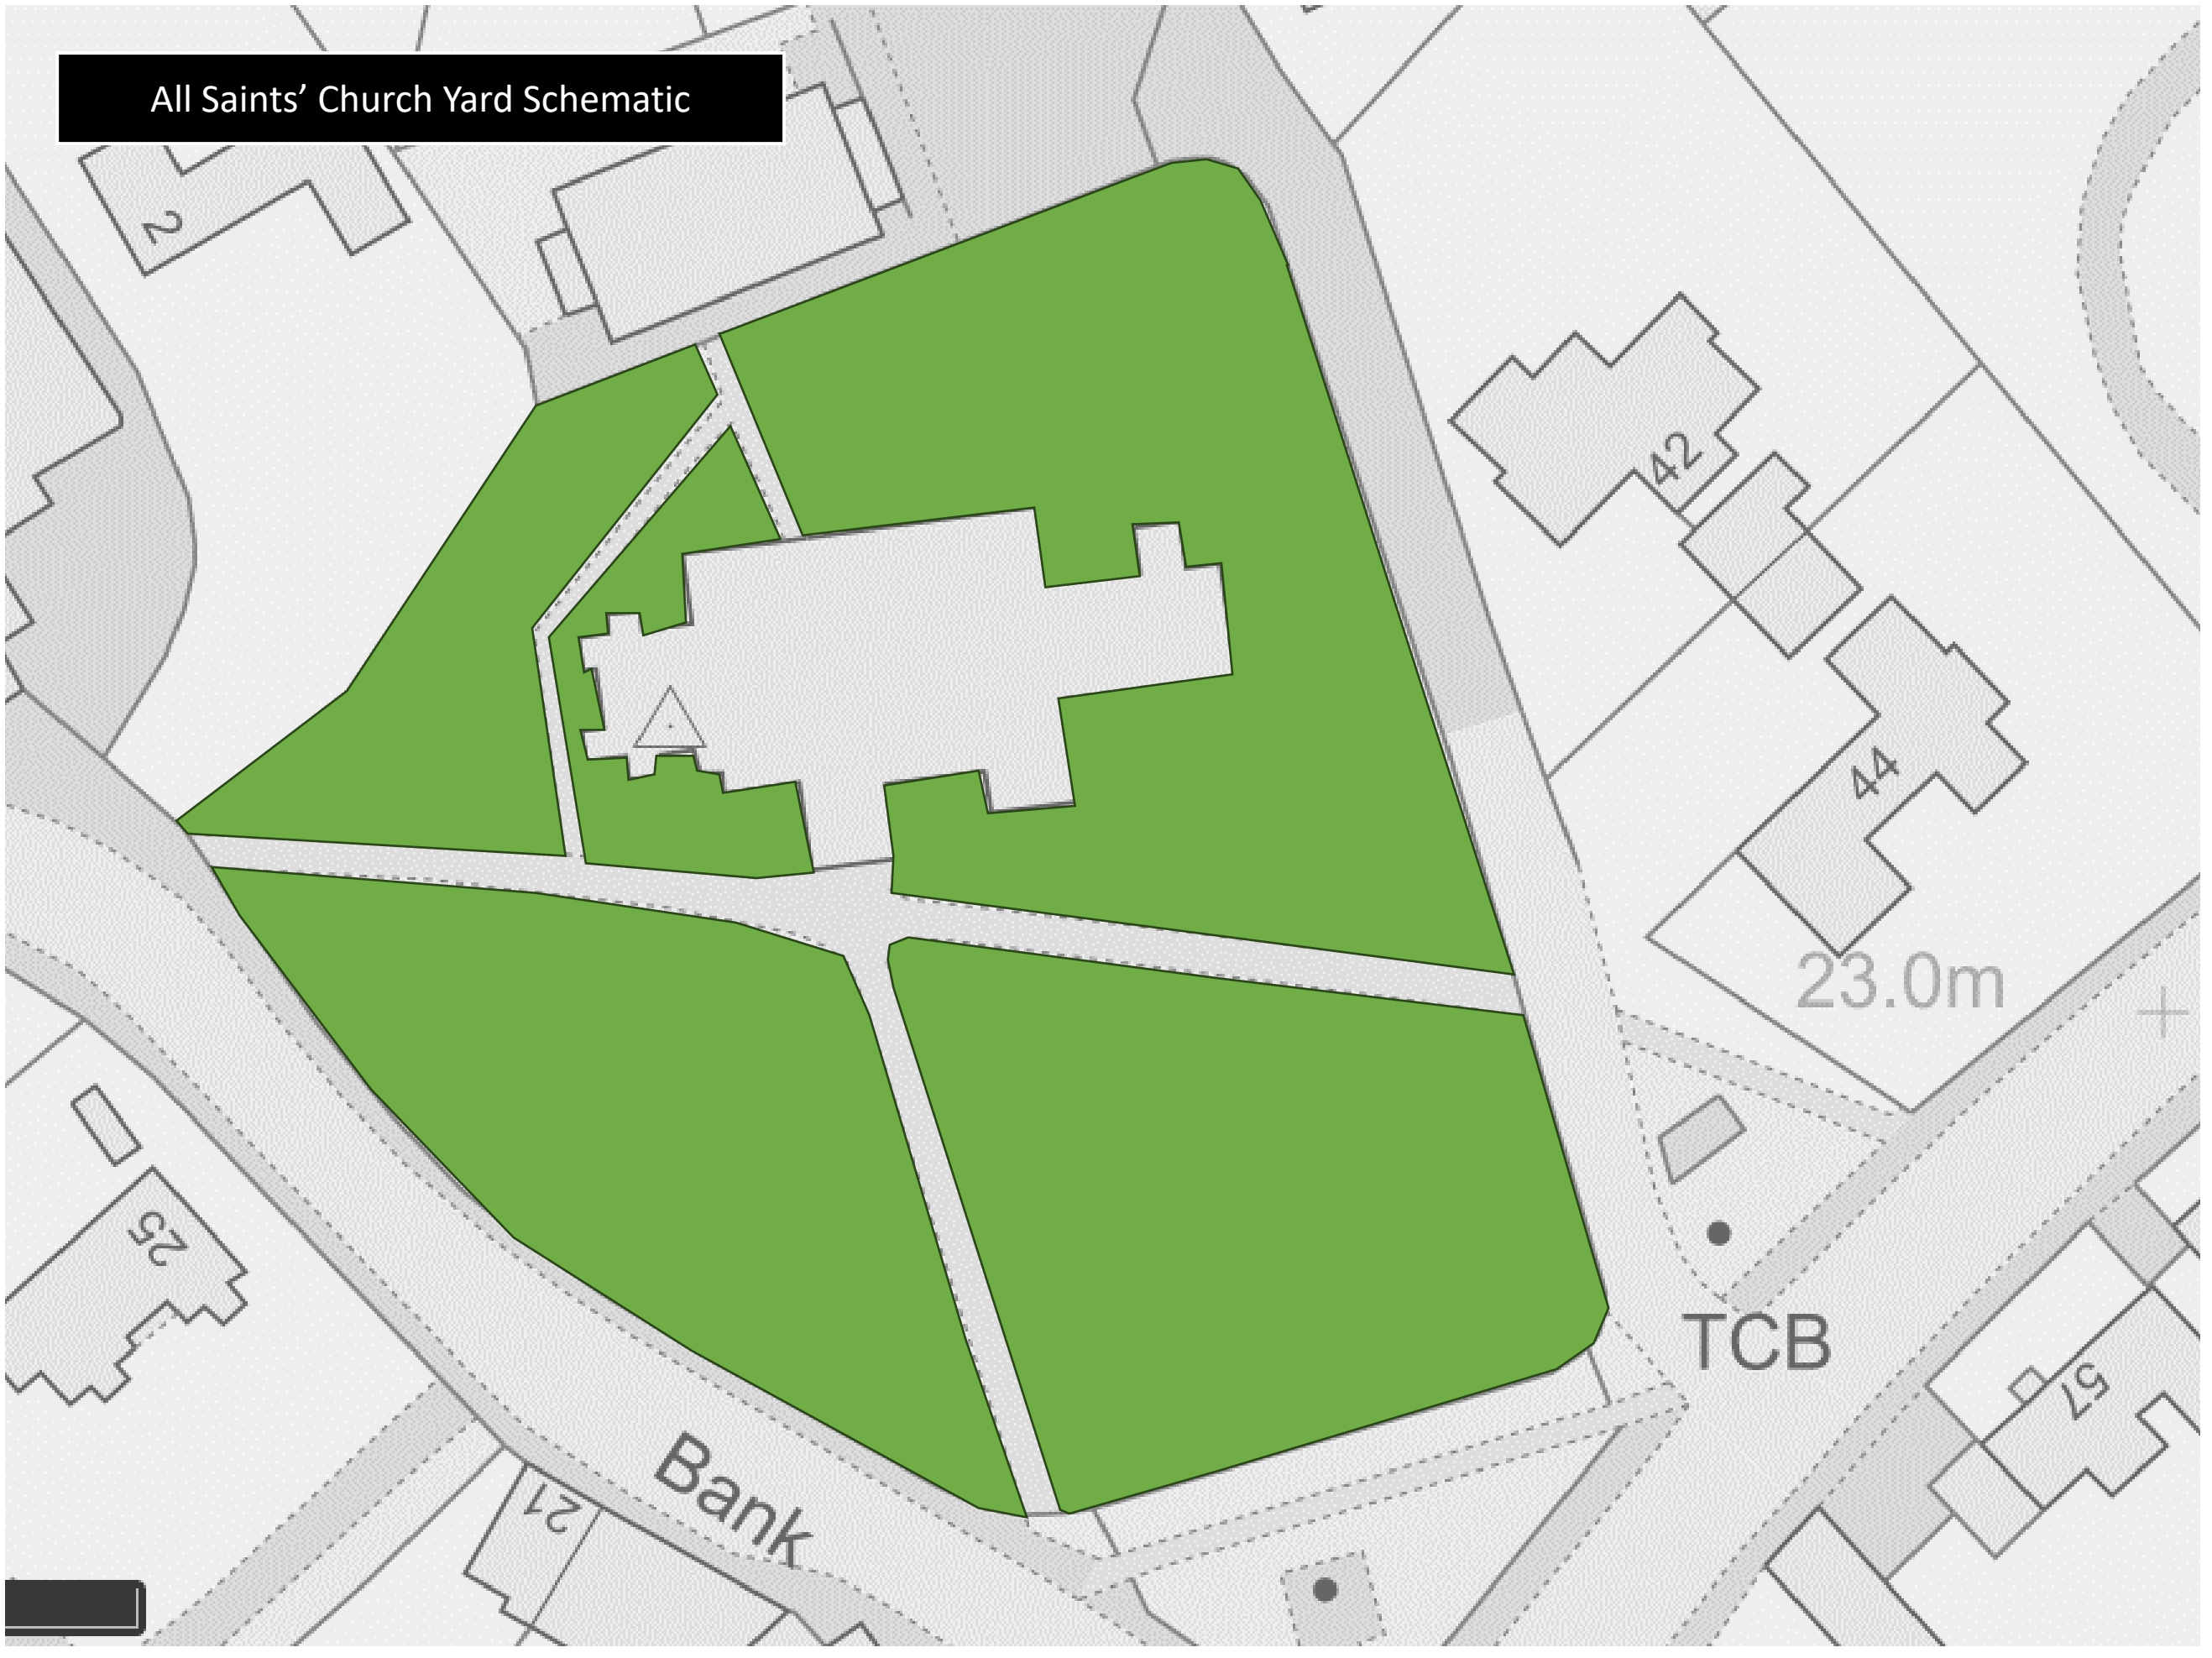 All Saints’ Church Yard Schematic
2
42
44
23.0m
25
TCB
57
21
Bank